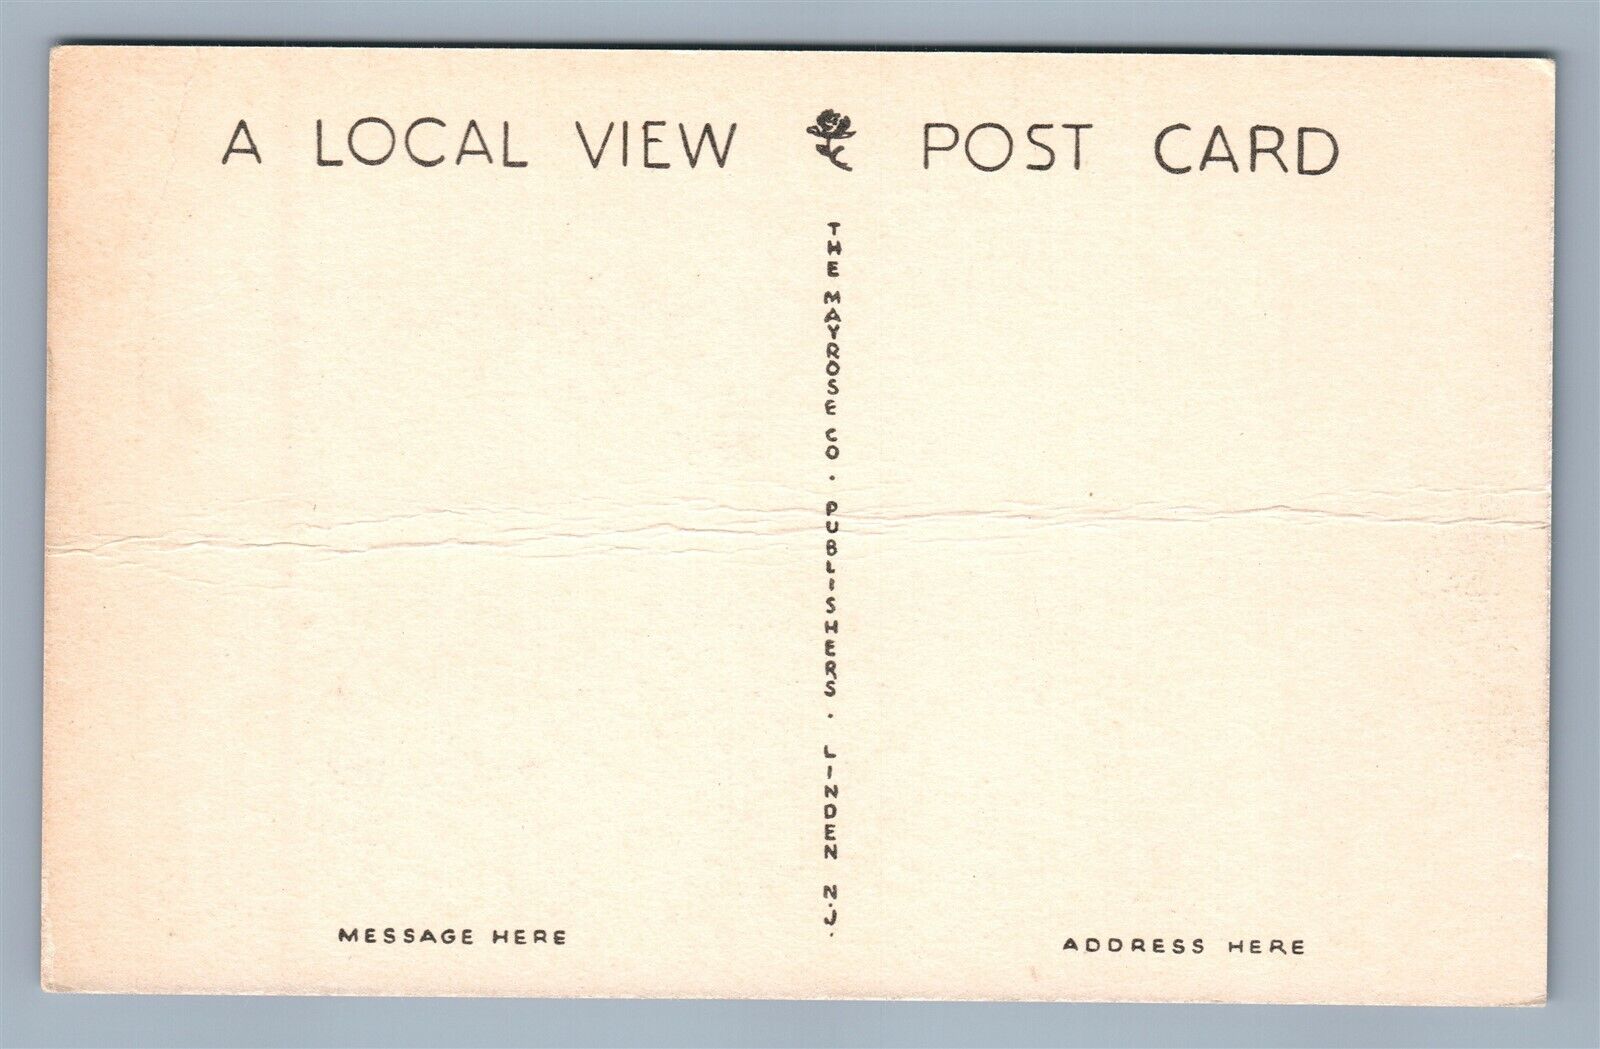 A LOCAL VIEW POST CARD
THE MAYROSE CO. PUBLISHERS. LINDEN N.J.
MESSAGE HERE
ADDRESS HERE